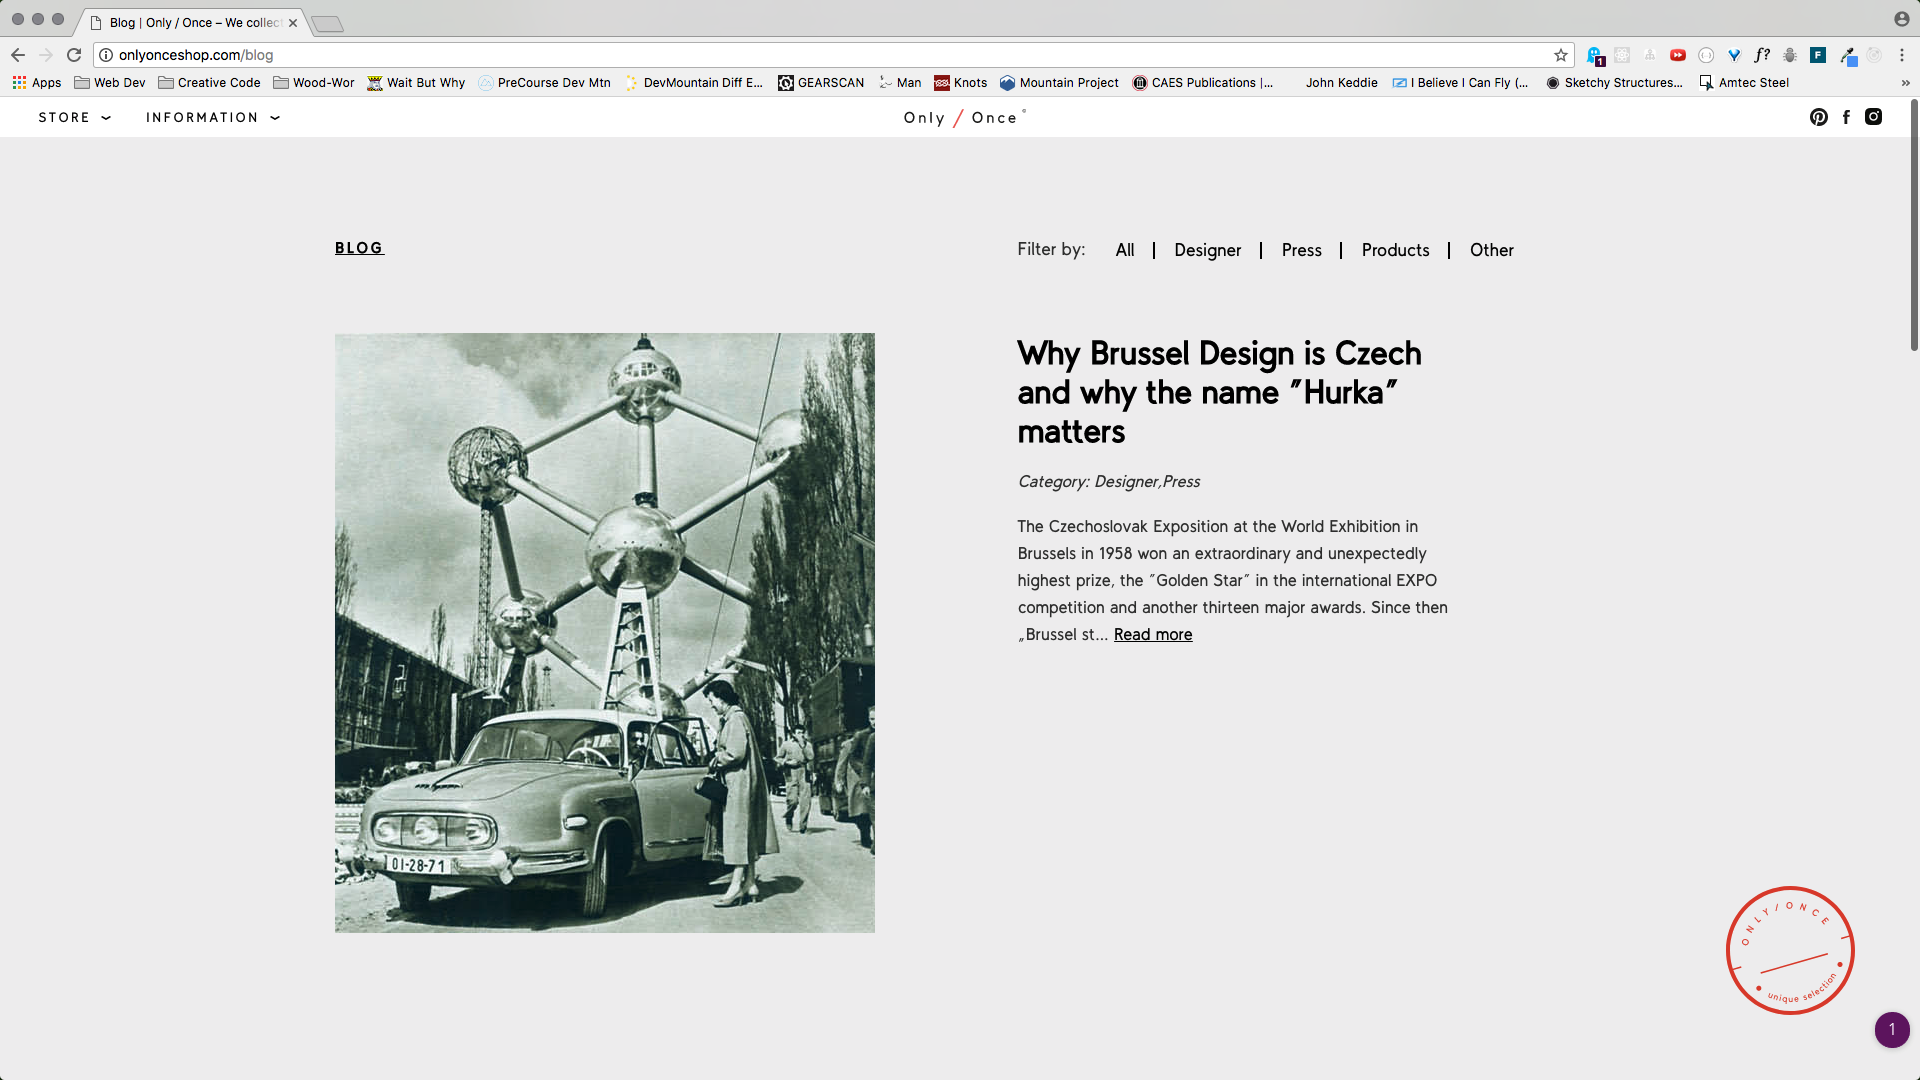 Blog | Only / Once – We collec
onlyonceshop.com/blog
1
f?
F
Apps
Web Dev
Creative Code
Wood-Wor
Wait But Why
PreCourse Dev Mtn
DevMountain Diff E...
GEARSCAN
Man
Knots
Mountain Project
CAES Publications |...
John Keddie
I Believe I Can Fly (...
Sketchy Structures...
Amtec Steel
»
STORE
INFORMATION
Only / Once
BLOG
Filter by:
All | Designer | Press | Products | Other
Why Brussel Design is Czech
and why the name "Hurka"
matters
Category: Designer,Press
The Czechoslovak Exposition at the World Exhibition in
Brussels in 1958 won an extraordinary and unexpectedly
highest prize, the "Golden Star" in the international EXPO
competition and another thirteen major awards. Since then
„Brussel st... Read more
01-28-71
ONLY/ONCE
unique selection
1